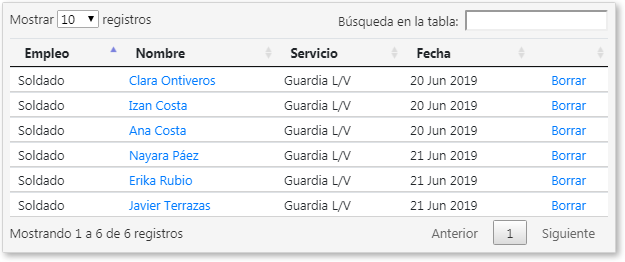 Mostrar 10 registros Búsqueda en la tabla:
Empleo Nombre Servicio Fecha
Soldado Clara Ontiveros Guardia L/V 20 Jun 2019 Borrar
Soldado Izan Costa Guardia L/V 20 Jun 2019 Borrar
Soldado Ana Costa Guardia L/V 20 Jun 2019 Borrar
Soldado Nayara Páez Guardia L/V 21 Jun 2019 Borrar
Soldado Erika Rubio Guardia L/V 21 Jun 2019 Borrar
Soldado Javier Terrazas Guardia L/V 21 Jun 2019 Borrar
Mostrando 1 a 6 de 6 registros Anterior 1 Siguiente